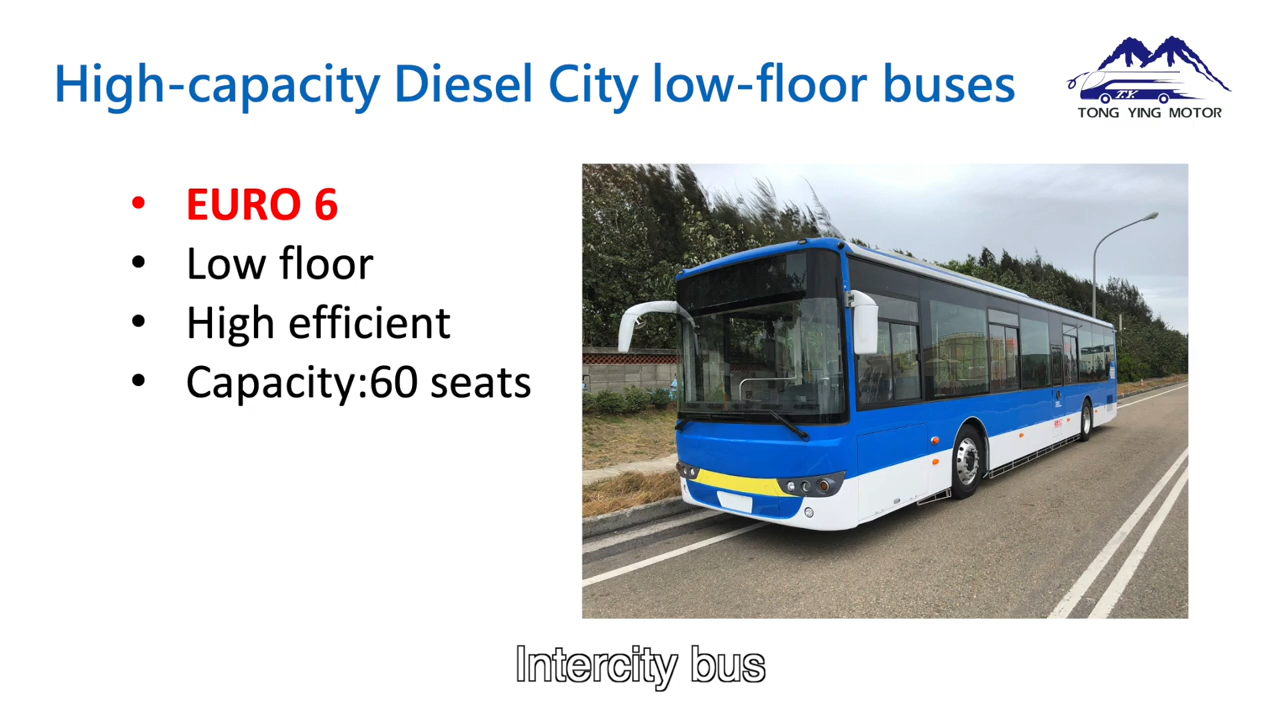 High-capacity Diesel City low-floor buses
T.Y.
TONG YING MOTOR
• EURO 6
• Low floor
• High efficient
• Capacity:60 seats
Intercity bus